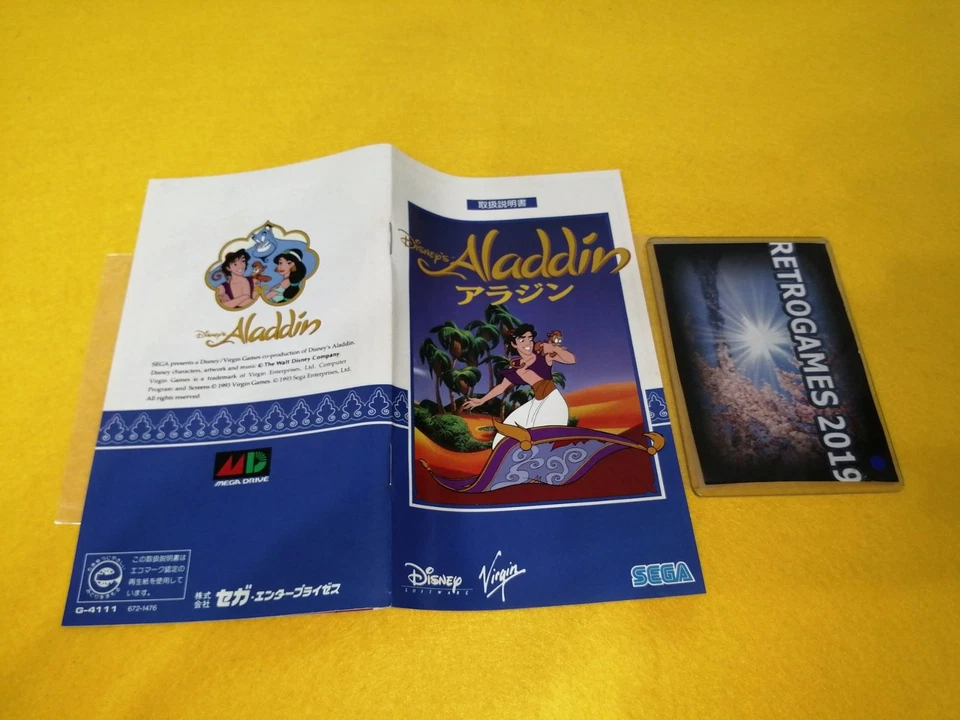 Disney's Aladdin
SEGA presents a Disney/Virgin Games co-production of Disney's Aladdin.
Disney characters, artwork and music © The Walt Disney Company.
Virgin Games is a trademark of Virgin Enterprises, Ltd. Computer
Program and Screens © 1993 Virgin Games. © 1993 Sega Enterprises, Ltd.
All rights reserved.
MD
MEGA DRIVE
この取扱説明書は
エコマーク認定の
再生紙を使用して
います。
G-4111 672-1476
株式会社 セガ・エンタープライゼス
取扱説明書
Disney's Aladdin
アラジン
DISNEY
SOFTWARE
Virgin
SEGA
RETROGAMES 2019